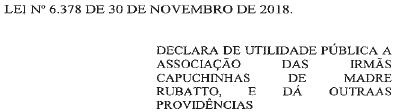 LEI Nº 6.378 DE 30 DE NOVEMBRO DE 2018.
DECLARA DE UTILIDADE PÚBLICA A
ASSOCIAÇÃO DAS IRMÃS
CAPUCHINHAS DE MADRE
RUBATTO, E DÁ OUTRAAS
PROVIDÊNCIAS